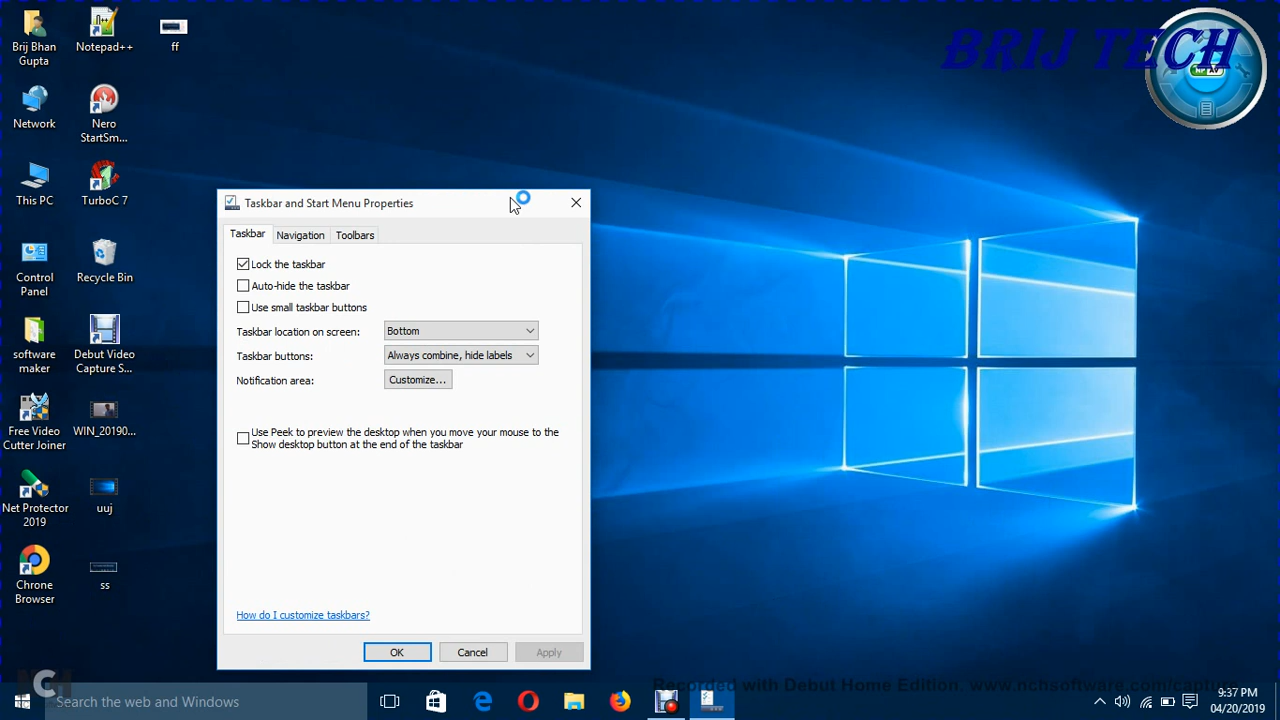 Brij Bhan
Gupta
Notepad++
ff
BRIJ TECH
NP AV
Network
Nero
StartSm...
This PC
TurboC 7
Control
Panel
Recycle Bin
software
maker
Debut Video
Capture S...
Free Video
Cutter Joiner
WIN_20190...
Net Protector
2019
uuj
Chrone
Browser
ss
Taskbar and Start Menu Properties
Taskbar
Navigation
Toolbars
Lock the taskbar
Auto-hide the taskbar
Use small taskbar buttons
Taskbar location on screen:
Bottom
Taskbar buttons:
Always combine, hide labels
Notification area:
Customize...
Use Peek to preview the desktop when you move your mouse to the
Show desktop button at the end of the taskbar
How do I customize taskbars?
OK
Cancel
Apply
NCH
Search the web and Windows
Recorded with Debut Home Edition. www.nchsoftware.com/capture
9:37 PM
04/20/2019